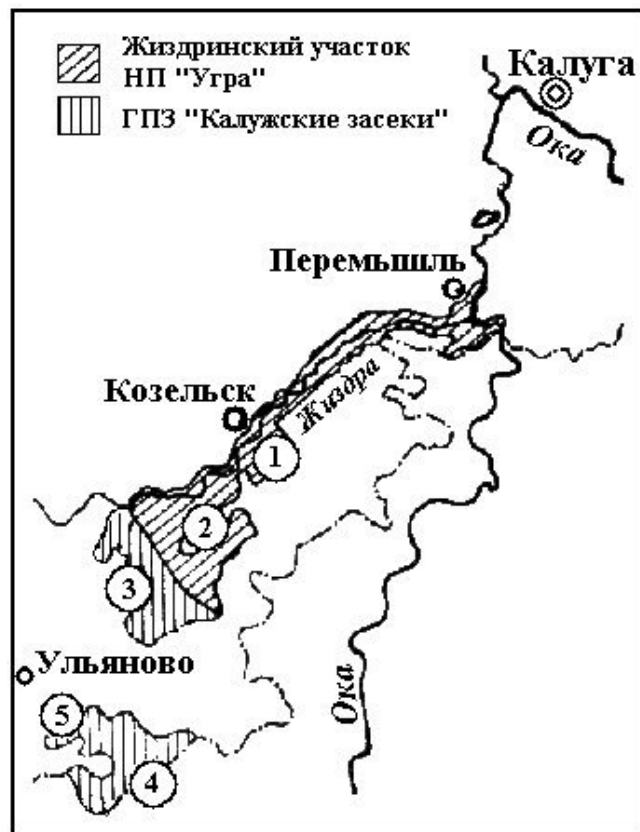 Жиздринский участок
НП "Угра"
ГПЗ "Калужские засеки"
Калуга
Ока
Перемышль
Козельск
Жиздра
1
2
3
Ульяново
Ока
5
4